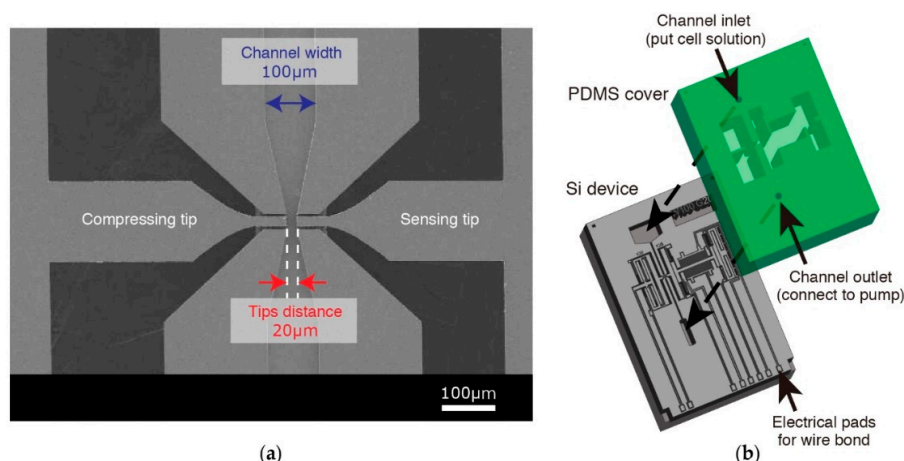 Channel width
100µm
Compressing tip
Sensing tip
Tips distance
20µm
100µm
(a)
Channel inlet
(put cell solution)
PDMS cover
Si device
Channel outlet
(connect to pump)
Electrical pads
for wire bond
(b)